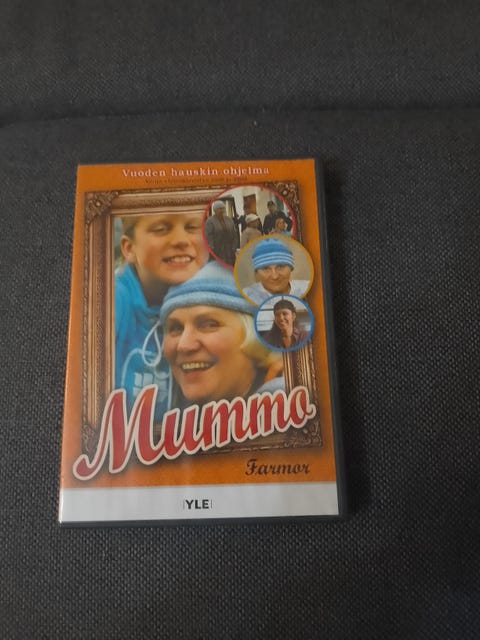 Vuoden hauskin ohjelma
Mummo
Farmor
YLE